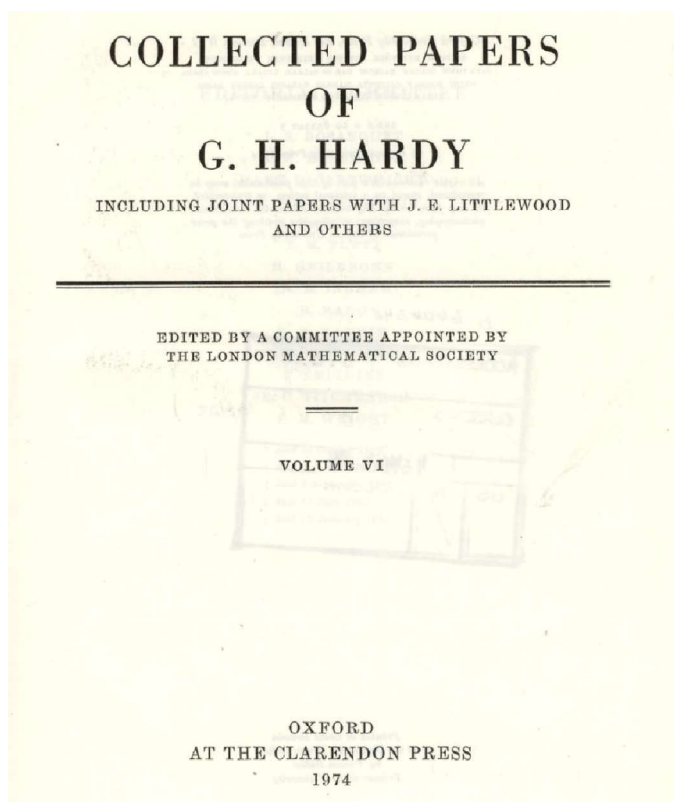 COLLECTED PAPERS
OF
G. H. HARDY
INCLUDING JOINT PAPERS WITH J. E. LITTLEWOOD
AND OTHERS
EDITED BY A COMMITTEE APPOINTED BY
THE LONDON MATHEMATICAL SOCIETY
VOLUME VI
OXFORD
AT THE CLARENDON PRESS
1974